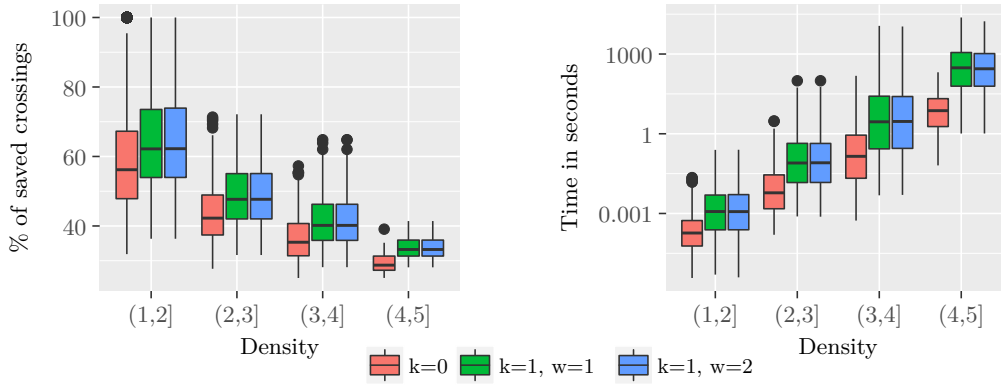 % of saved crossings
100
80
60
40
(1,2] (2,3] (3,4] (4,5]
Density
Time in seconds
1000
1
0.001
(1,2] (2,3] (3,4] (4,5]
Density
k=0 k=1, w=1 k=1, w=2